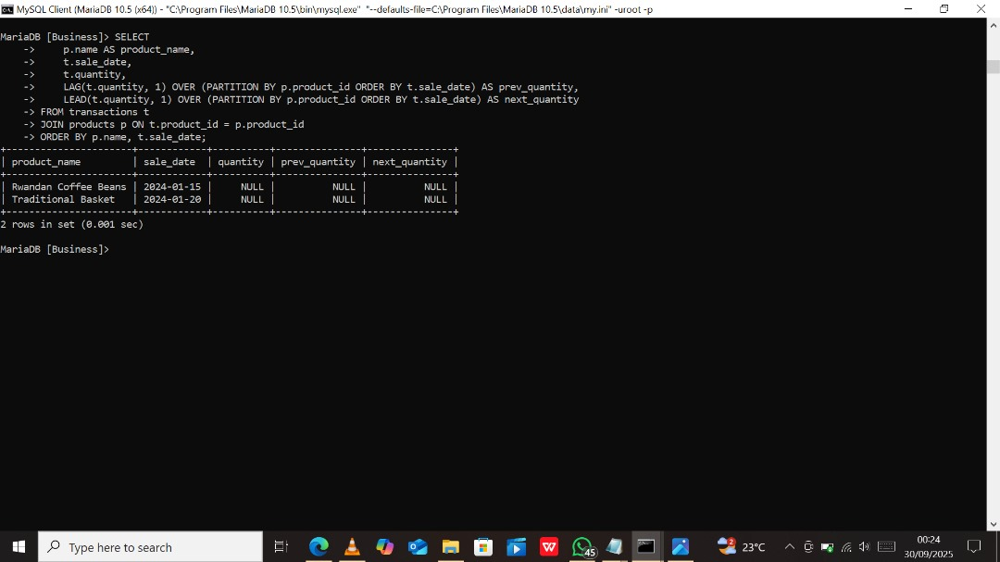 MySQL Client (MariaDB 10.5 (x64)) - "C:\Program Files\MariaDB 10.5\bin\mysql.exe" "--defaults-file=C:\Program Files\MariaDB 10.5\data\my.ini" -uroot -p
MariaDB [Business]> SELECT
    ->     p.name AS product_name,
    ->     t.sale_date,
    ->     t.quantity,
    ->     LAG(t.quantity, 1) OVER (PARTITION BY p.product_id ORDER BY t.sale_date) AS prev_quantity,
    ->     LEAD(t.quantity, 1) OVER (PARTITION BY p.product_id ORDER BY t.sale_date) AS next_quantity
    -> FROM transactions t
    -> JOIN products p ON t.product_id = p.product_id
    -> ORDER BY p.name, t.sale_date;
+---------------------+------------+----------+---------------+---------------+
| product_name        | sale_date  | quantity | prev_quantity | next_quantity |
+---------------------+------------+----------+---------------+---------------+
| Rwandan Coffee Beans | 2024-01-15 |     NULL |          NULL |          NULL |
| Traditional Basket   | 2024-01-20 |     NULL |          NULL |          NULL |
+---------------------+------------+----------+---------------+---------------+
2 rows in set (0.001 sec)
MariaDB [Business]>
Type here to search
W
45
2
23°C
00:24
30/09/2025